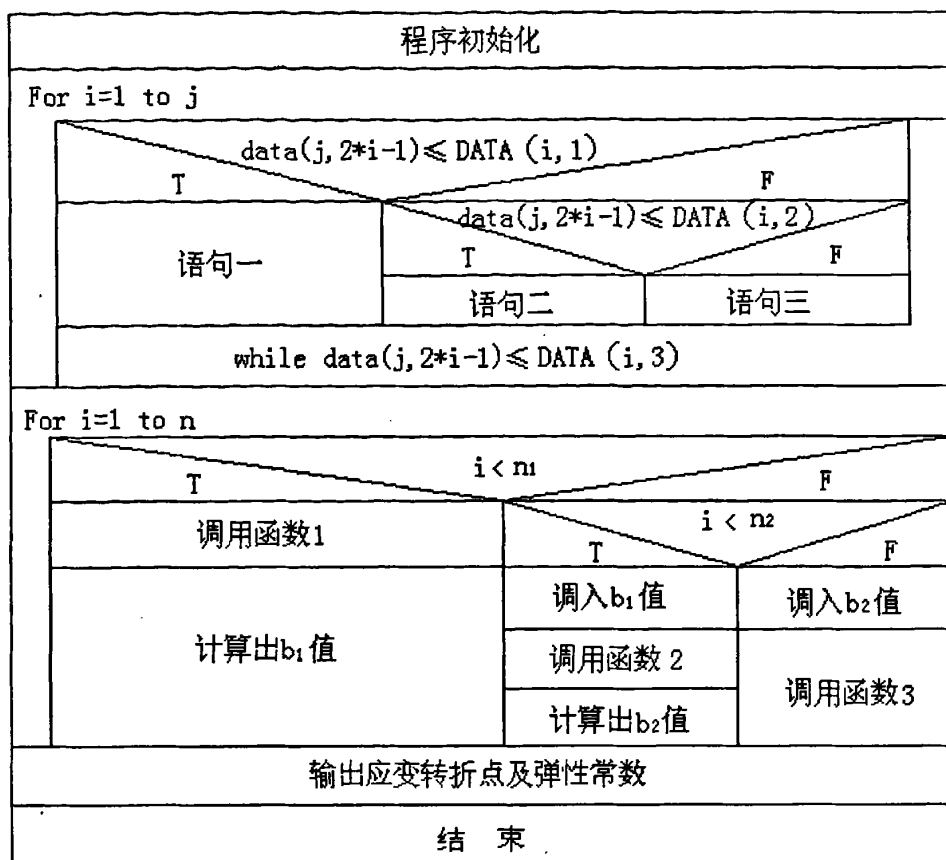 程序初始化
For i=1 to j
data(j,2*i-1)≤DATA (i,1)
T F
data(j,2*i-1)≤DATA (i,2)
语句一 T F
语句二 语句三
while data(j,2*i-1)≤DATA (i,3)
For i=1 to n
i<n₁
T F
调用函数1 i < n₂
T F
调入b₁值 调入b₂值
计算出b₁值 调用函数 2
调用函数3
计算出b₂值
输出应变转折点及弹性常数
结 束